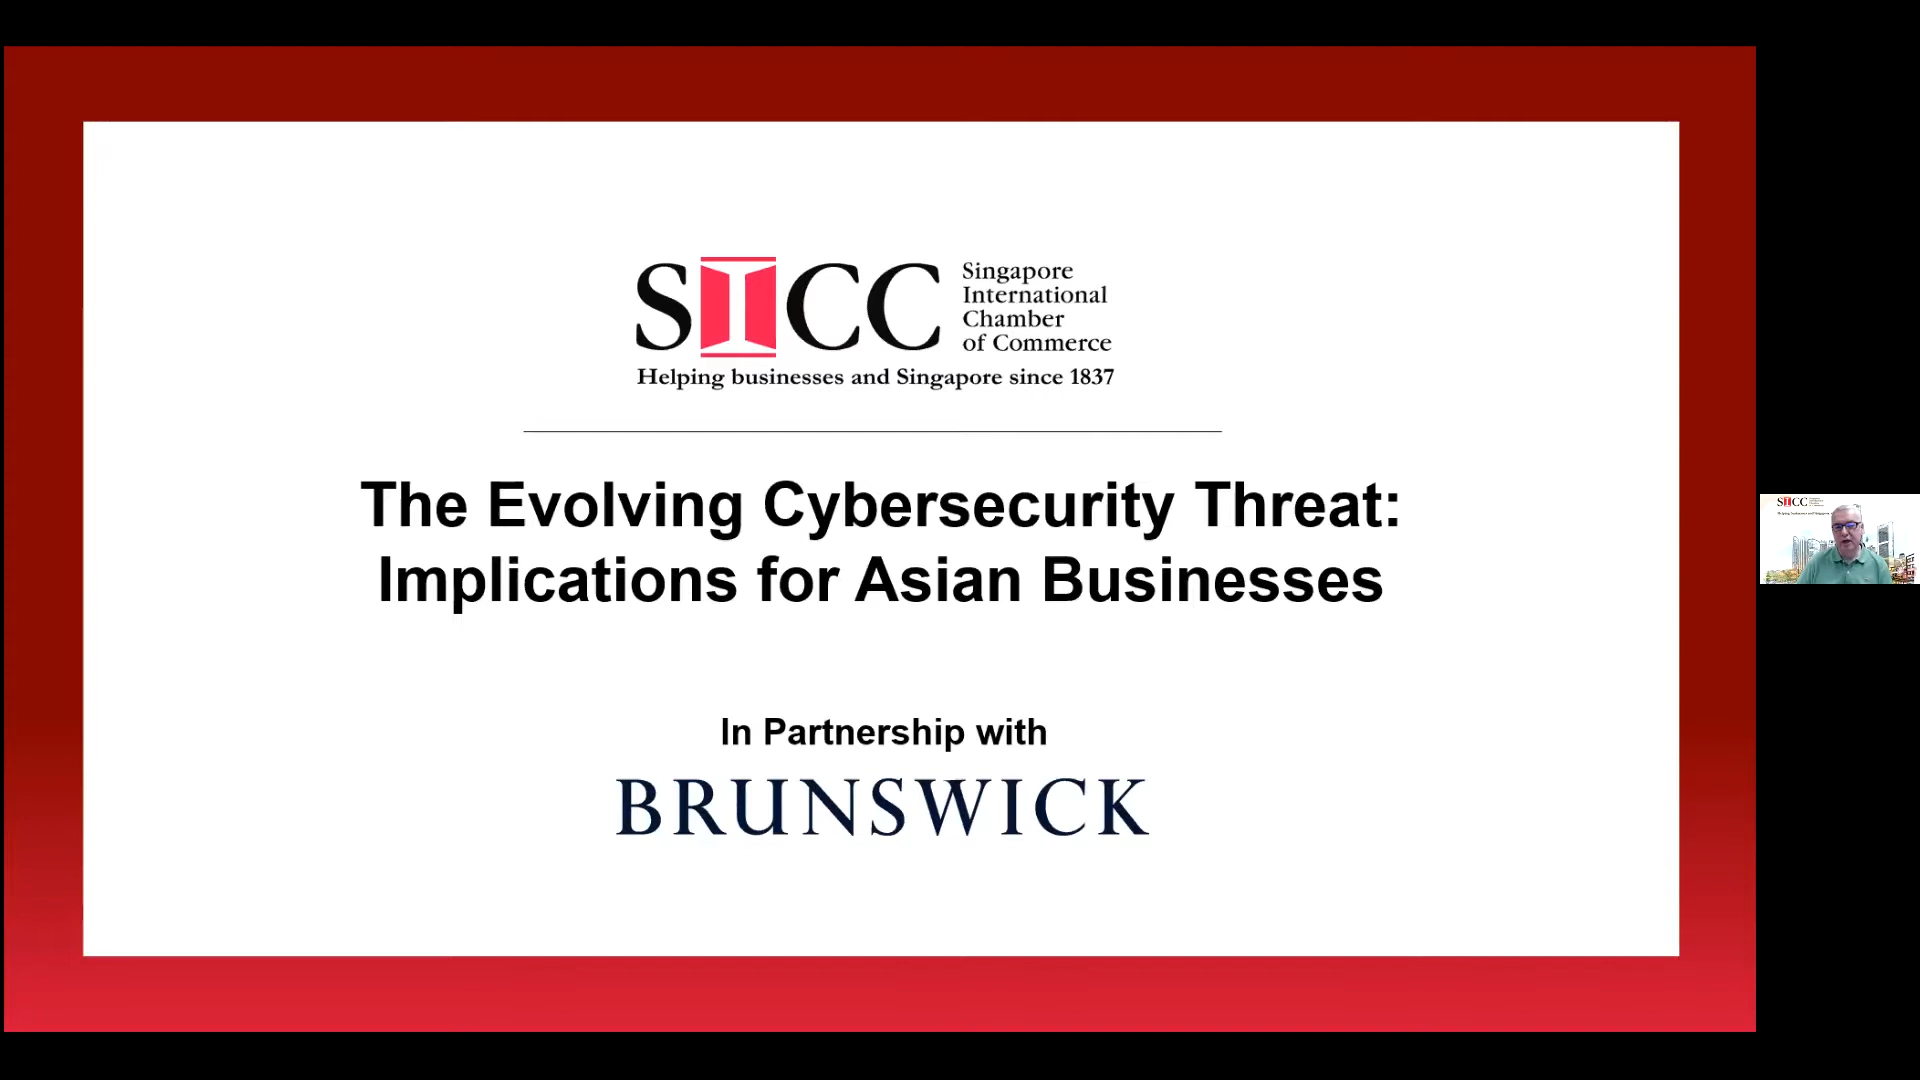 SICC
Singapore
International
Chamber
of Commerce
Helping businesses and Singapore since 1837
The Evolving Cybersecurity Threat:
Implications for Asian Businesses
In Partnership with
BRUNSWICK
SICC